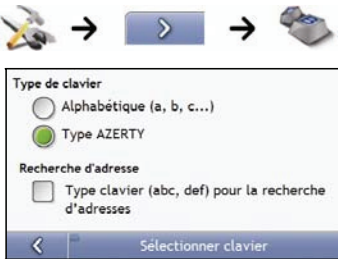 Type de clavier
Alphabétique (a, b, c...)
Type AZERTY
Recherche d'adresse
Type clavier (abc, def) pour la recherche
d'adresses
Sélectionner clavier